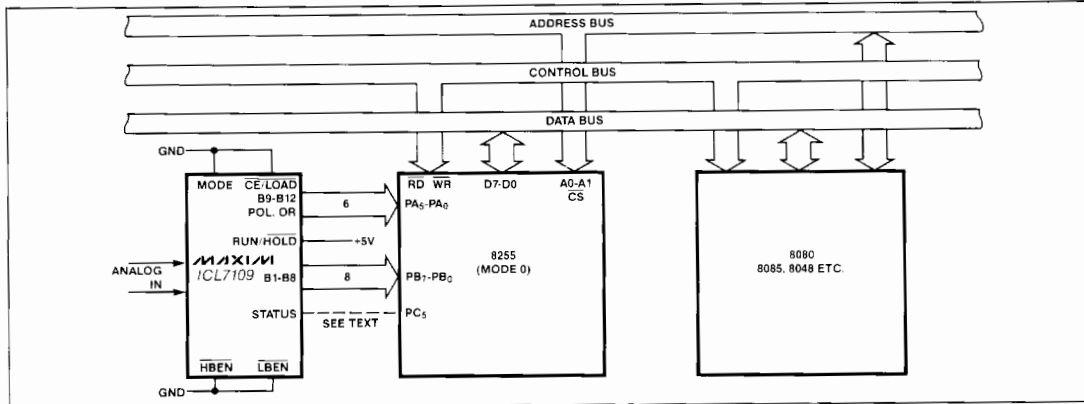 ADDRESS BUS
CONTROL BUS
DATA BUS
GND
MODE CE/LOAD
B9-B12
POL. OR
6
RUN/HOLD
+5V
MAXIM
ICL7109
B1-B8
8
ANALOG
IN
STATUS
SEE TEXT
HBEN LBEN
GND
RD WR D7-D0 A0-A1
CS
PA5-PA0
8255
(MODE 0)
PB7-PB0
PC5
8080
8085, 8048 ETC.